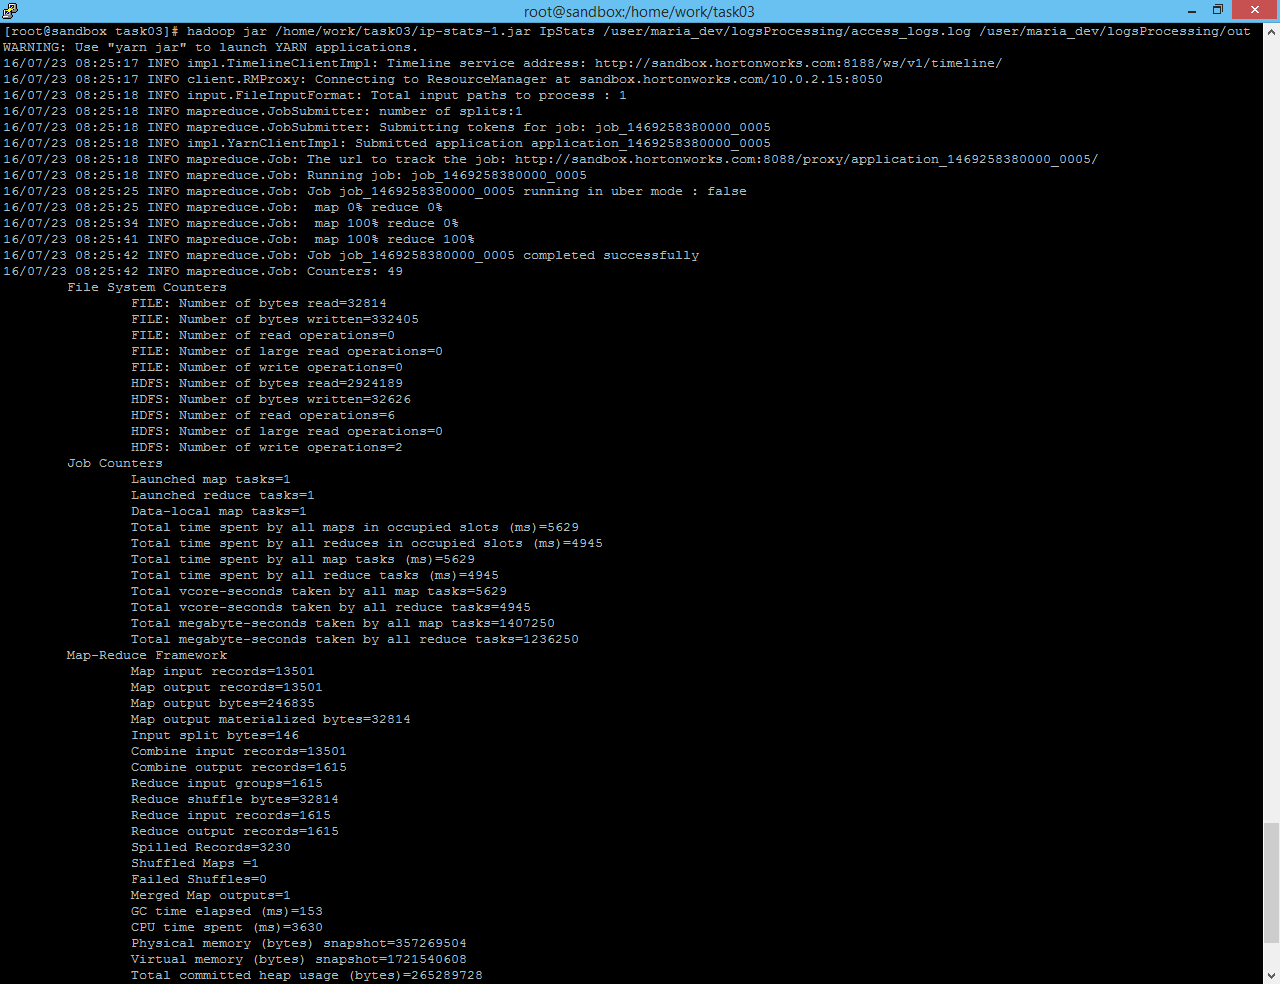 root@sandbox:/home/work/task03
[root@sandbox task03]# hadoop jar /home/work/task03/ip-stats-1.jar IpStats /user/maria_dev/logsProcessing/access_logs.log /user/maria_dev/logsProcessing/out
WARNING: Use "yarn jar" to launch YARN applications.
16/07/23 08:25:17 INFO impl.TimelineClientImpl: Timeline service address: http://sandbox.hortonworks.com:8188/ws/v1/timeline/
16/07/23 08:25:17 INFO client.RMProxy: Connecting to ResourceManager at sandbox.hortonworks.com/10.0.2.15:8050
16/07/23 08:25:18 INFO input.FileInputFormat: Total input paths to process : 1
16/07/23 08:25:18 INFO mapreduce.JobSubmitter: number of splits:1
16/07/23 08:25:18 INFO mapreduce.JobSubmitter: Submitting tokens for job: job_1469258380000_0005
16/07/23 08:25:18 INFO impl.YarnClientImpl: Submitted application application_1469258380000_0005
16/07/23 08:25:18 INFO mapreduce.Job: The url to track the job: http://sandbox.hortonworks.com:8088/proxy/application_1469258380000_0005/
16/07/23 08:25:18 INFO mapreduce.Job: Running job: job_1469258380000_0005
16/07/23 08:25:25 INFO mapreduce.Job: Job job_1469258380000_0005 running in uber mode : false
16/07/23 08:25:25 INFO mapreduce.Job:  map 0% reduce 0%
16/07/23 08:25:34 INFO mapreduce.Job:  map 100% reduce 0%
16/07/23 08:25:41 INFO mapreduce.Job:  map 100% reduce 100%
16/07/23 08:25:42 INFO mapreduce.Job: Job job_1469258380000_0005 completed successfully
16/07/23 08:25:42 INFO mapreduce.Job: Counters: 49
File System Counters
FILE: Number of bytes read=32814
FILE: Number of bytes written=332405
FILE: Number of read operations=0
FILE: Number of large read operations=0
FILE: Number of write operations=0
HDFS: Number of bytes read=2924189
HDFS: Number of bytes written=32626
HDFS: Number of read operations=6
HDFS: Number of large read operations=0
HDFS: Number of write operations=2
Job Counters
Launched map tasks=1
Launched reduce tasks=1
Data-local map tasks=1
Total time spent by all maps in occupied slots (ms)=5629
Total time spent by all reduces in occupied slots (ms)=4945
Total time spent by all map tasks (ms)=5629
Total time spent by all reduce tasks (ms)=4945
Total vcore-seconds taken by all map tasks=5629
Total vcore-seconds taken by all reduce tasks=4945
Total megabyte-seconds taken by all map tasks=1407250
Total megabyte-seconds taken by all reduce tasks=1236250
Map-Reduce Framework
Map input records=13501
Map output records=13501
Map output bytes=246835
Map output materialized bytes=32814
Input split bytes=146
Combine input records=13501
Combine output records=1615
Reduce input groups=1615
Reduce shuffle bytes=32814
Reduce input records=1615
Reduce output records=1615
Spilled Records=3230
Shuffled Maps =1
Failed Shuffles=0
Merged Map outputs=1
GC time elapsed (ms)=153
CPU time spent (ms)=3630
Physical memory (bytes) snapshot=357269504
Virtual memory (bytes) snapshot=1721540608
Total committed heap usage (bytes)=265289728